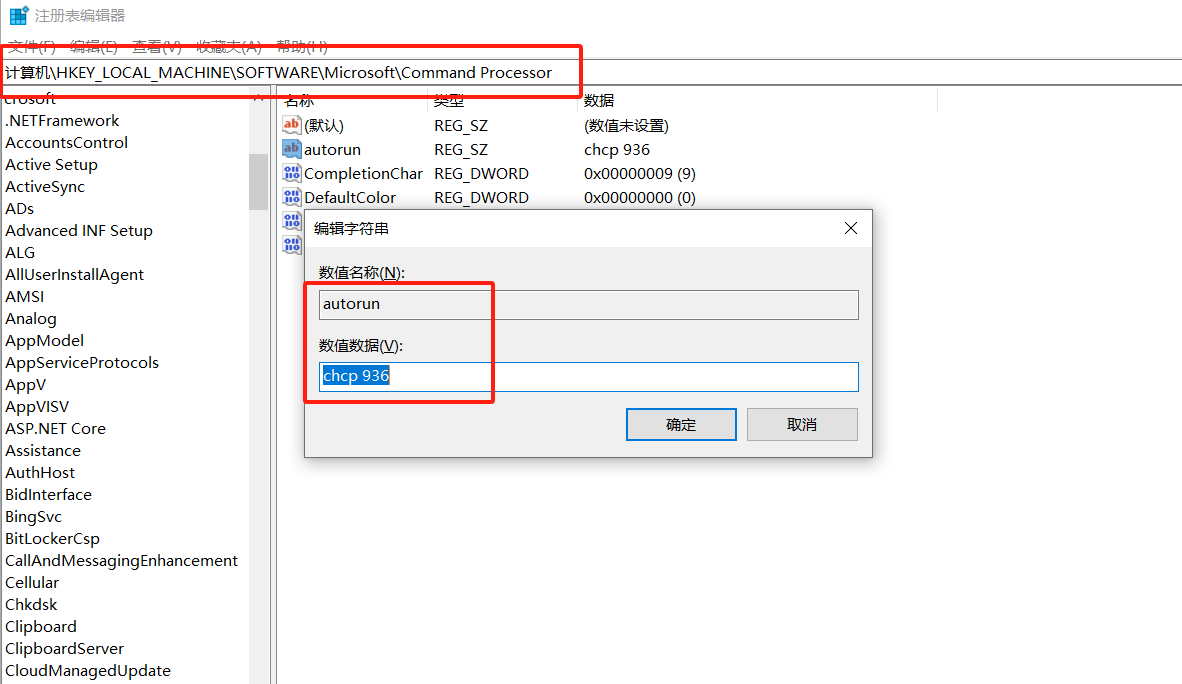 注册表编辑器
文件(F) 编辑(E) 查看(V) 收藏夹(A) 帮助(H)
计算机\HKEY_LOCAL_MACHINE\SOFTWARE\Microsoft\Command Processor
crosoft
.NETFramework
AccountsControl
Active Setup
ActiveSync
ADs
Advanced INF Setup
ALG
AllUserInstallAgent
AMSI
Analog
AppModel
AppServiceProtocols
AppV
AppVISV
ASP.NET Core
Assistance
AuthHost
BidInterface
BingSvc
BitLockerCsp
CallAndMessagingEnhancement
Cellular
Chkdsk
Clipboard
ClipboardServer
CloudManagedUpdate
名称 类型 数据
(默认) REG_SZ (数值未设置)
autorun REG_SZ chcp 936
CompletionChar REG_DWORD 0x00000009 (9)
DefaultColor REG_DWORD 0x00000000 (0)
编辑字符串
数值名称(N):
autorun
数值数据(V):
chcp 936
确定 取消